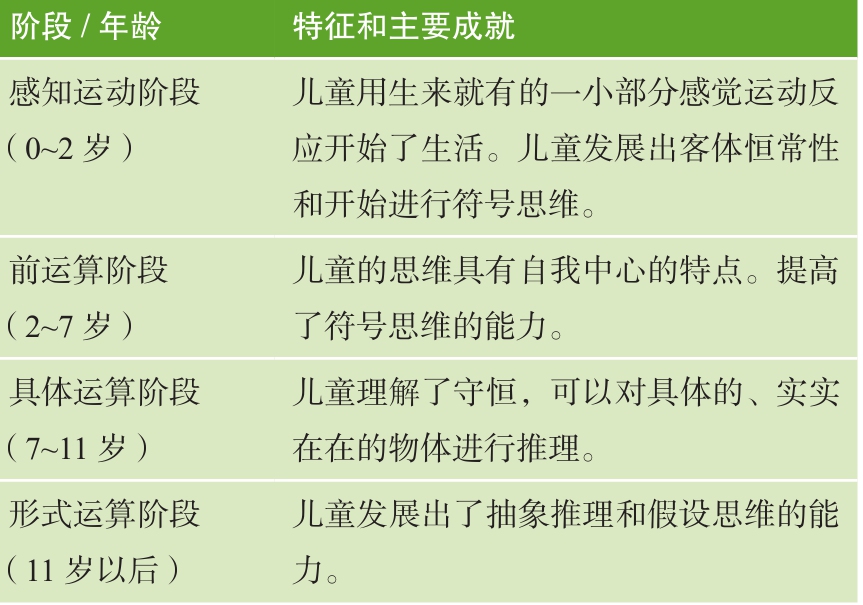 阶段 / 年龄 特征和主要成就
感知运动阶段
（0~2 岁）
儿童用生来就有的一小部分感觉运动反
应开始了生活。儿童发展出客体恒常性
和开始进行符号思维。
前运算阶段
（2~7 岁）
儿童的思维具有自我中心的特点。提高
了符号思维的能力。
具体运算阶段
（7~11 岁）
儿童理解了守恒，可以对具体的、实实
在在的物体进行推理。
形式运算阶段
（11 岁以后）
儿童发展出了抽象推理和假设思维的能
力。